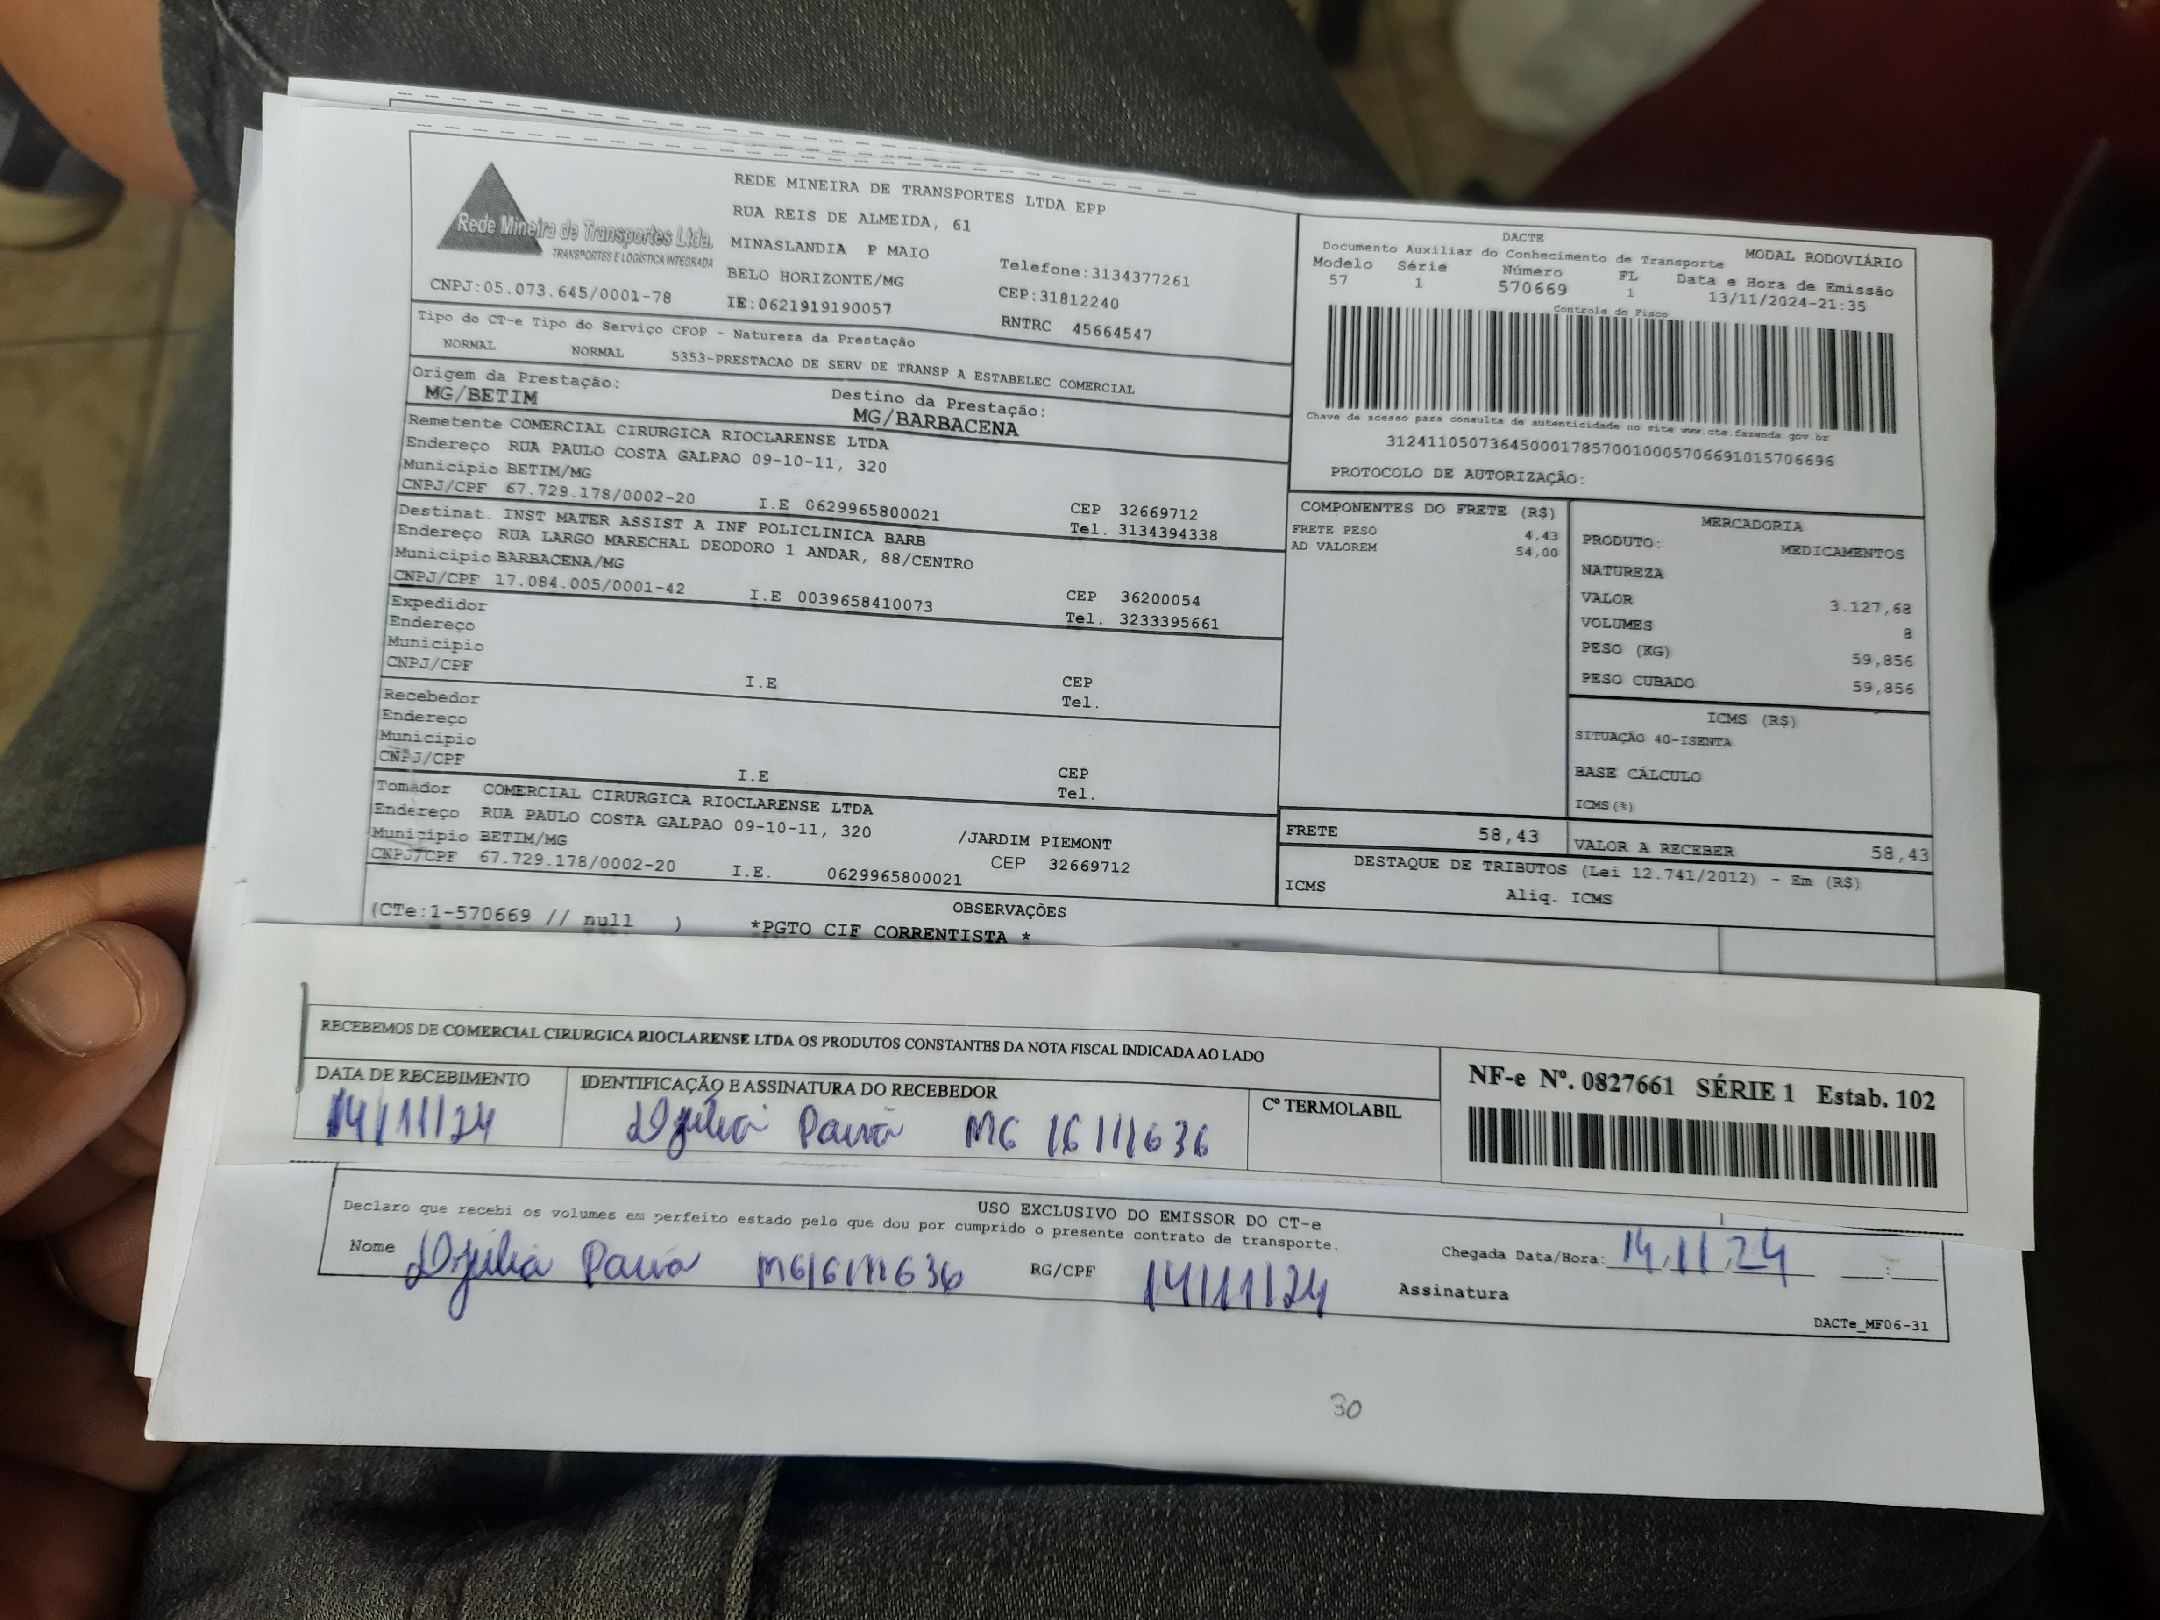 Rede Mineira de Transportes Ltda.
TRANSPORTES E LOGÍSTICA INTEGRADA
CNPJ:05.073.645/0001-78
REDE MINEIRA DE TRANSPORTES LTDA EPP
RUA REIS DE ALMEIDA, 61
MINASLANDIA P MAIO
BELO HORIZONTE/MG
IE:0621919190057
Telefone:3134377261
CEP:31812240
RNTRC 45664547
DACTE
MODAL RODOVIÁRIO
Documento Auxiliar do Conhecimento de Transporte
Modelo Série Número FL Data e Hora de Emissão
57 1 570669 1 13/11/2024-21:35
Controle do Fisco
Chave de acesso para consulta de autenticidade no site www.cte.fazenda.gov.br
31241105073645000178570010005706691015706696
PROTOCOLO DE AUTORIZAÇÃO:
Tipo do CT-e Tipo do Serviço CFOP - Natureza da Prestação
NORMAL NORMAL 5353-PRESTACAO DE SERV DE TRANSP A ESTABELEC COMERCIAL
Origem da Prestação: Destino da Prestação:
MG/BETIM MG/BARBACENA
Remetente COMERCIAL CIRURGICA RIOCLARENSE LTDA
Endereço RUA PAULO COSTA GALPAO 09-10-11, 320
Município BETIM/MG CEP 32669712
CNPJ/CPF 67.729.178/0002-20 I.E 0629965800021 Tel. 3134394338
Destinat. INST MATER ASSIST A INF POLICLINICA BARB
Endereço RUA LARGO MARECHAL DEODORO 1 ANDAR, 88/CENTRO
Município BARBACENA/MG CEP 36200054
CNPJ/CPF 17.084.005/0001-42 I.E 0039658410073 Tel. 3233395661
Expedidor
Endereço
Município CEP
CNPJ/CPF I.E Tel.
Recebedor
Endereço
Município CEP
CNPJ/CPF I.E Tel.
Tomador COMERCIAL CIRURGICA RIOCLARENSE LTDA
Endereço RUA PAULO COSTA GALPAO 09-10-11, 320 /JARDIM PIEMONT
Município BETIM/MG CEP 32669712
CNPJ/CPF 67.729.178/0002-20 I.E. 0629965800021
COMPONENTES DO FRETE (R$)
FRETE PESO 4,43
AD VALOREM 54,00
MERCADORIA
PRODUTO: MEDICAMENTOS
NATUREZA
VALOR 3.127,68
VOLUMES 8
PESO (KG) 59,856
PESO CUBADO 59,856
ICMS (R$)
SITUAÇÃO 40-ISENTA
BASE CÁLCULO
ICMS(%)
FRETE 58,43 VALOR A RECEBER 58,43
DESTAQUE DE TRIBUTOS (Lei 12.741/2012) - Em (R$)
ICMS Aliq. ICMS
OBSERVAÇÕES
(CTe:1-570669 // null ) *PGTO CIF CORRENTISTA *
RECEBEMOS DE COMERCIAL CIRURGICA RIOCLARENSE LTDA OS PRODUTOS CONSTANTES DA NOTA FISCAL INDICADA AO LADO
DATA DE RECEBIMENTO IDENTIFICAÇÃO E ASSINATURA DO RECEBEDOR Cº TERMOLABIL
14/11/24 MG 16111636
NF-e Nº. 0827661 SÉRIE 1 Estab. 102
USO EXCLUSIVO DO EMISSOR DO CT-e
Declaro que recebi os volumes em perfeito estado pelo que dou por cumprido o presente contrato de transporte.
Nome MG16111636 RG/CPF 14/11/24
Chegada Data/Hora: 14,11,24 ___:___
Assinatura
DACTe_MF06-31
30